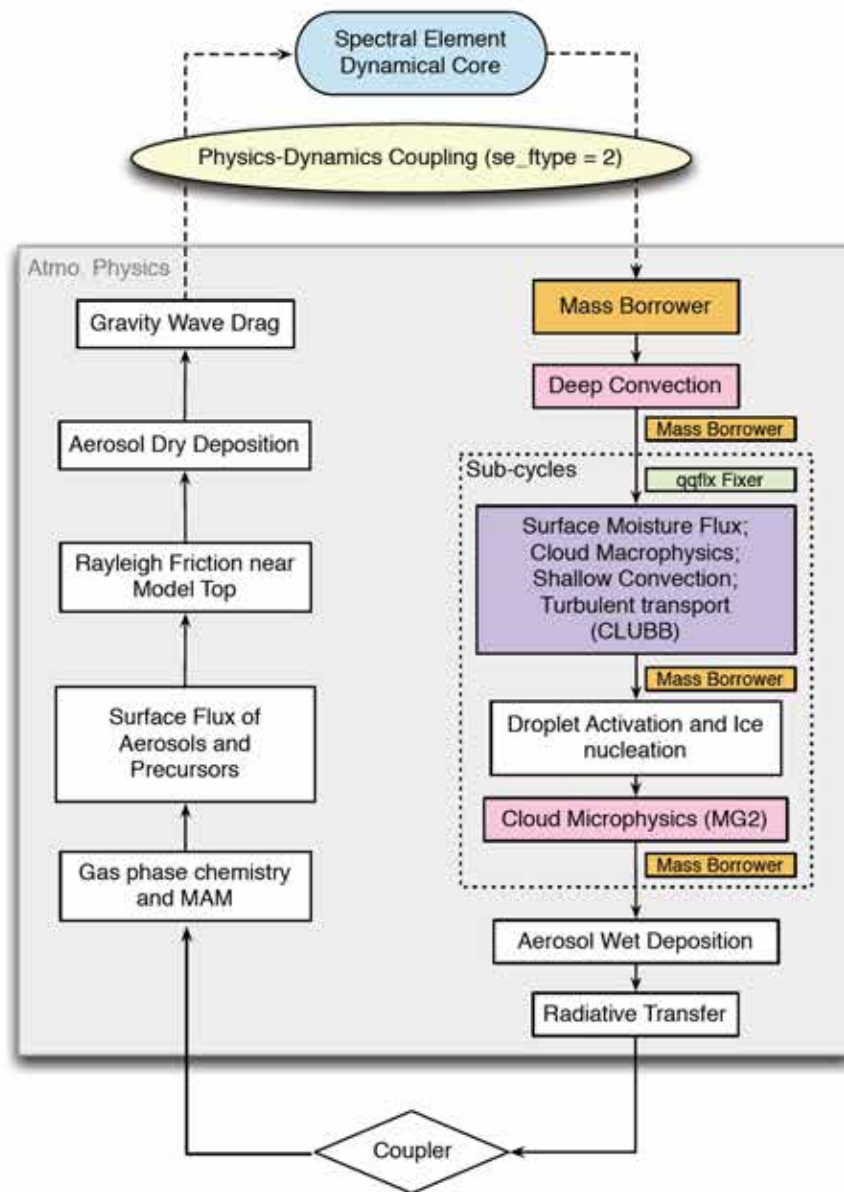 Spectral Element
Dynamical Core
Physics-Dynamics Coupling (se_ftype = 2)
Atmo. Physics
Mass Borrower
Deep Convection
Mass Borrower
Sub-cycles
qqflx Fixer
Surface Moisture Flux;
Cloud Macrophysics;
Shallow Convection;
Turbulent transport
(CLUBB)
Mass Borrower
Droplet Activation and Ice
nucleation
Cloud Microphysics (MG2)
Mass Borrower
Aerosol Wet Deposition
Radiative Transfer
Coupler
Gas phase chemistry
and MAM
Surface Flux of
Aerosols and
Precursors
Rayleigh Friction near
Model Top
Aerosol Dry Deposition
Gravity Wave Drag